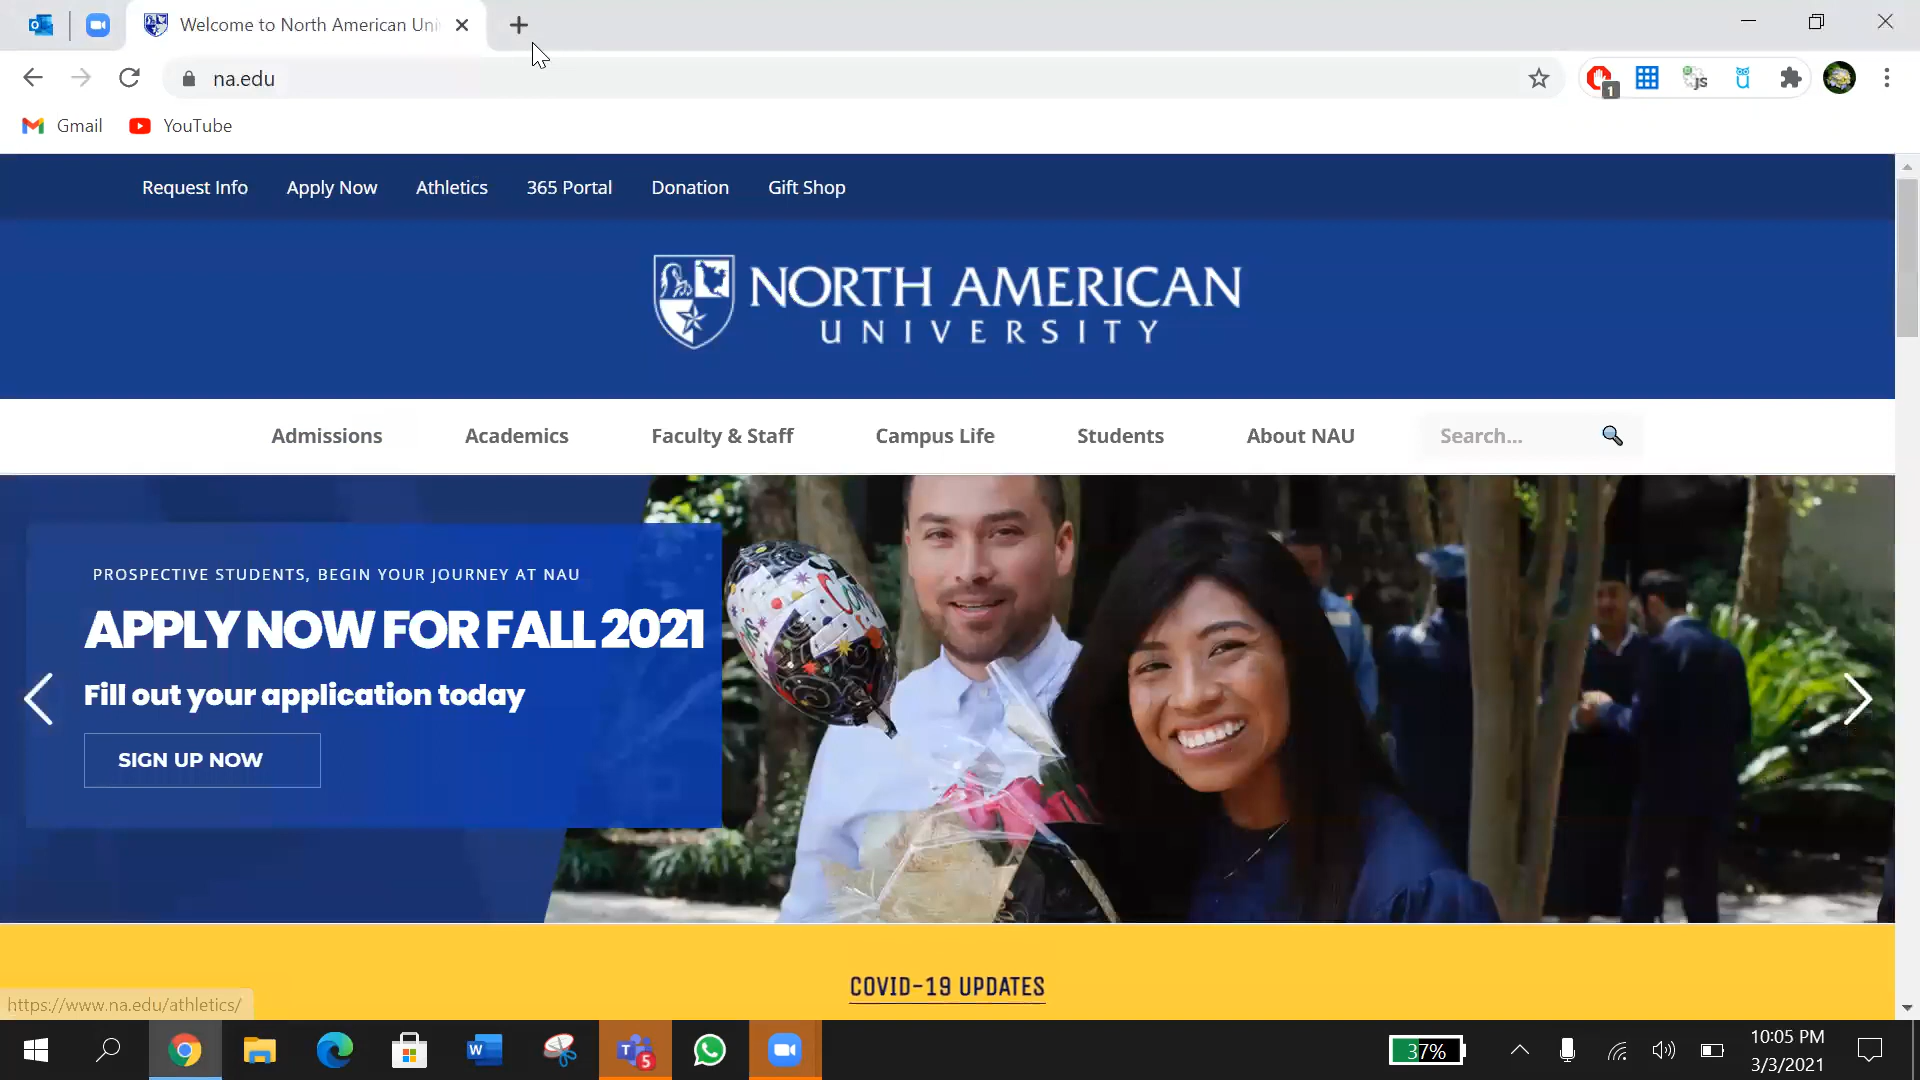 Welcome to North American Uni
na.edu
1
JS
Gmail
YouTube
Request Info
Apply Now
Athletics
365 Portal
Donation
Gift Shop
NORTH AMERICAN
UNIVERSITY
Admissions
Academics
Faculty & Staff
Campus Life
Students
About NAU
Search...
PROSPECTIVE STUDENTS, BEGIN YOUR JOURNEY AT NAU
APPLY NOW FOR FALL 2021
Fill out your application today
SIGN UP NOW
COVID-19 UPDATES
https://www.na.edu/athletics/
W
T
5
37%
10:05 PM
3/3/2021